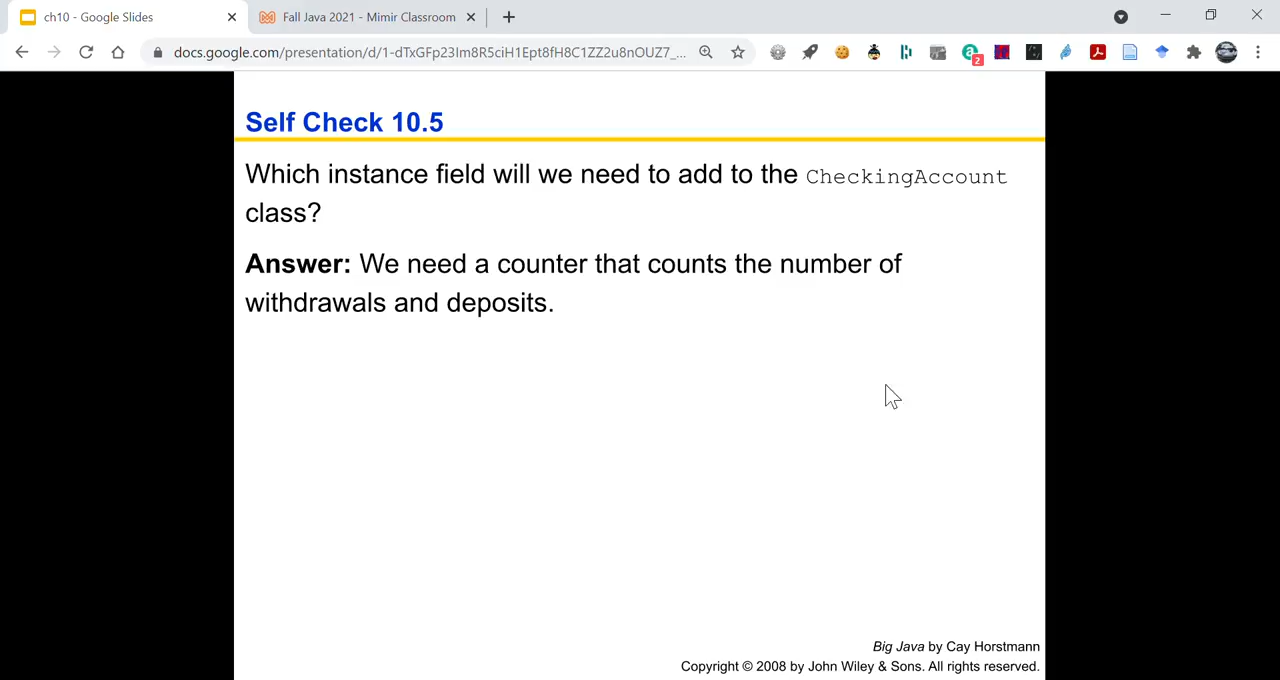 ch10 - Google Slides
Fall Java 2021 - Mimir Classroom
docs.google.com/presentation/d/1-dTxGFp23Im8R5ciH1Ept8fH8C1ZZ2u8nOUZ7_...
2
Self Check 10.5
Which instance field will we need to add to the CheckingAccount
class?
Answer: We need a counter that counts the number of
withdrawals and deposits.
Big Java by Cay Horstmann
Copyright © 2008 by John Wiley & Sons. All rights reserved.